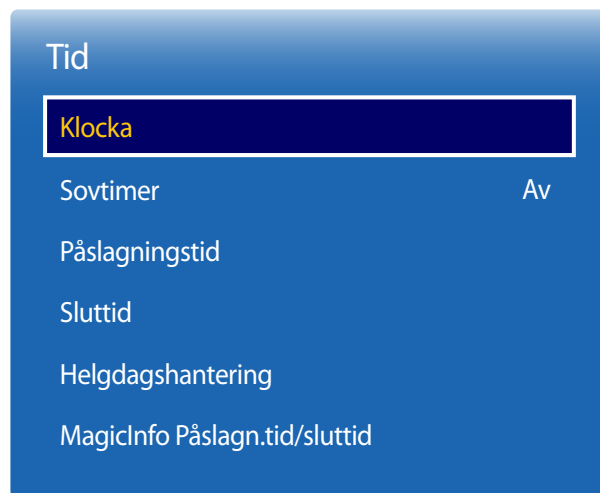 Tid
Klocka
Sovtimer Av
Påslagningstid
Sluttid
Helgdagshantering
MagicInfo Påslagn.tid/sluttid